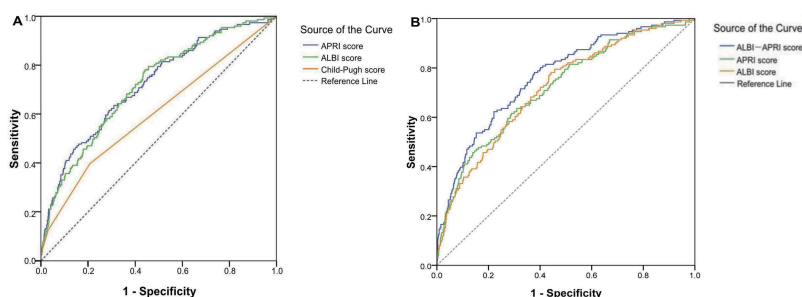 A
Source of the Curve
APRI score
ALBI score
Child-Pugh score
Reference Line
Sensitivity
1.0
0.8
0.6
0.4
0.2
0.0
0.0 0.2 0.4 0.6 0.8 1.0
1 - Specificity
B
Source of the Curve
ALBI－APRI score
APRI score
ALBI score
Reference Line
Sensitivity
1.0
0.8
0.6
0.4
0.2
0.0
0.0 0.2 0.4 0.6 0.8 1.0
1 - Specificity